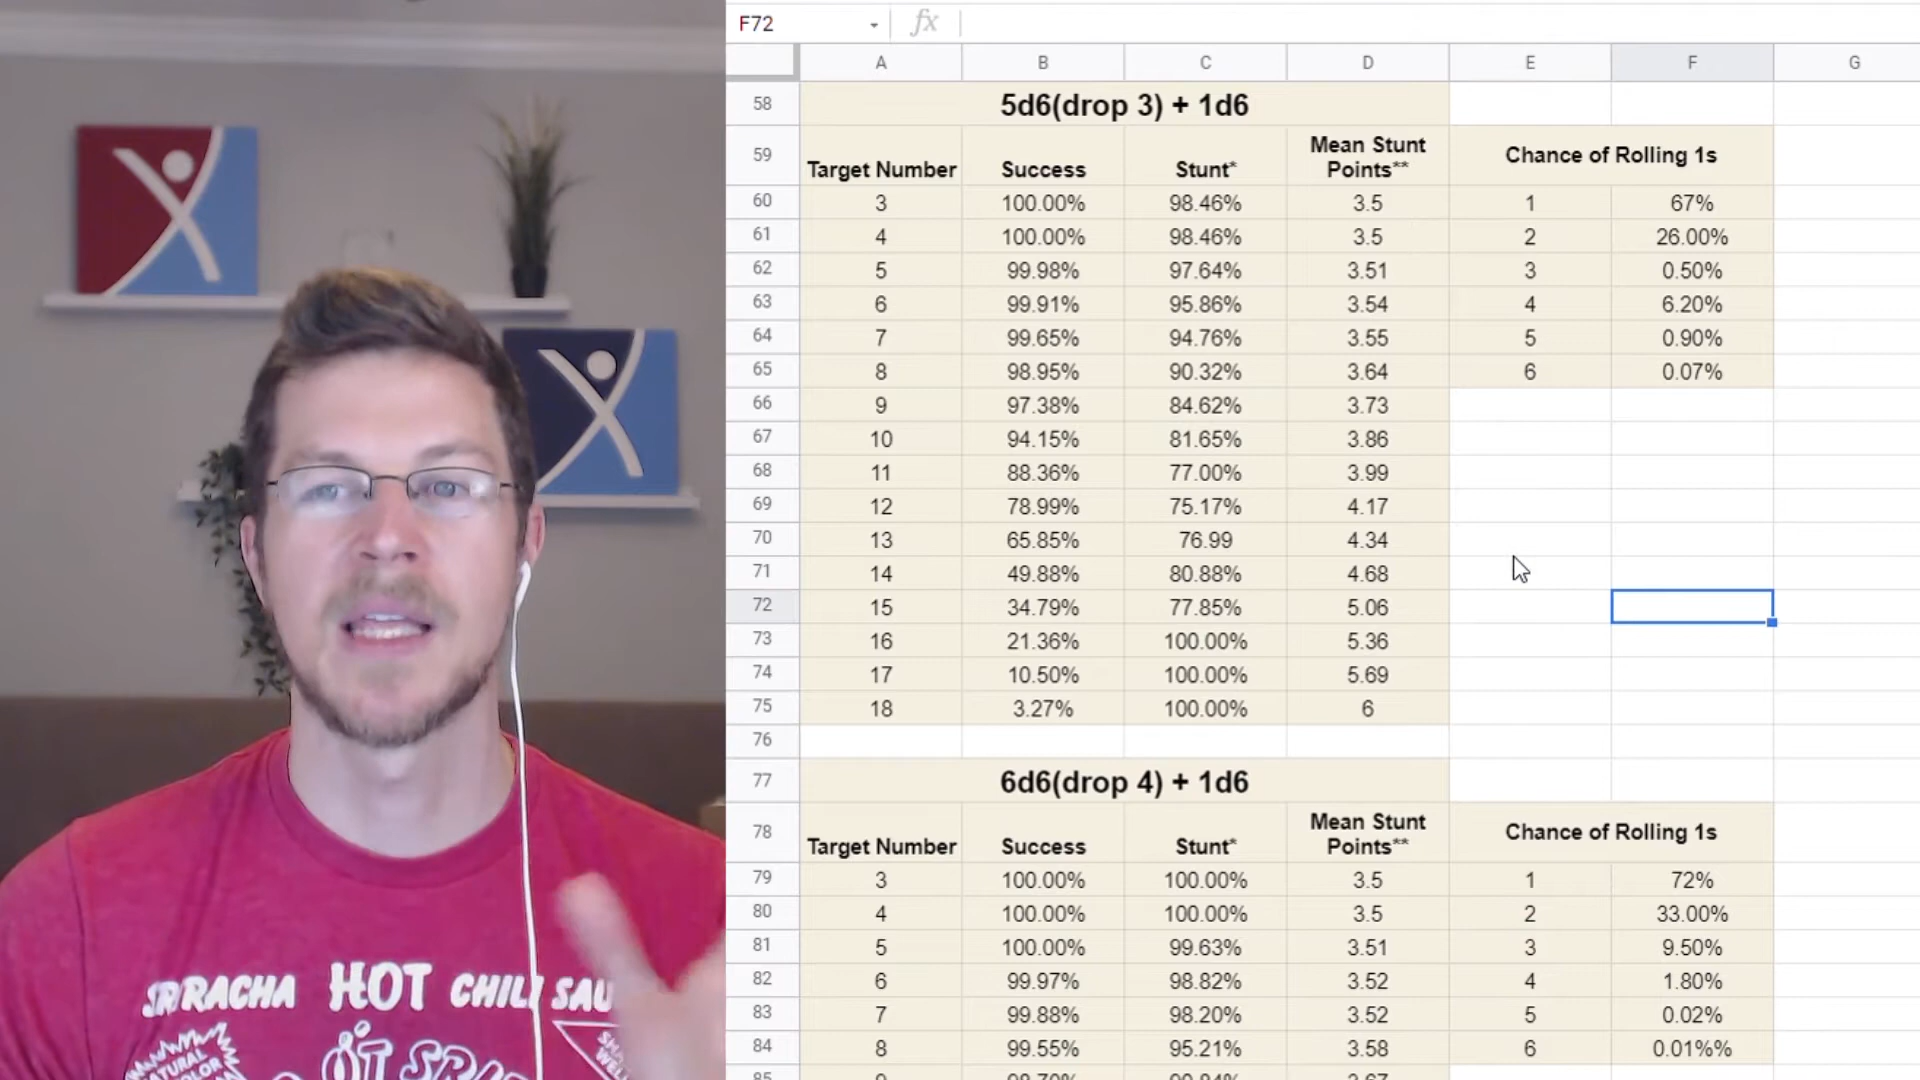 F72
fx
A B C D E F G
58 5d6(drop 3) + 1d6
59 Target Number Success Stunt* Mean Stunt Points** Chance of Rolling 1s
60 3 100.00% 98.46% 3.5 1 67%
61 4 100.00% 98.46% 3.5 2 26.00%
62 5 99.98% 97.64% 3.51 3 0.50%
63 6 99.91% 95.86% 3.54 4 6.20%
64 7 99.65% 94.76% 3.55 5 0.90%
65 8 98.95% 90.32% 3.64 6 0.07%
66 9 97.38% 84.62% 3.73
67 10 94.15% 81.65% 3.86
68 11 88.36% 77.00% 3.99
69 12 78.99% 75.17% 4.17
70 13 65.85% 76.99 4.34
71 14 49.88% 80.88% 4.68
72 15 34.79% 77.85% 5.06
73 16 21.36% 100.00% 5.36
74 17 10.50% 100.00% 5.69
75 18 3.27% 100.00% 6
76
77 6d6(drop 4) + 1d6
78 Target Number Success Stunt* Mean Stunt Points** Chance of Rolling 1s
79 3 100.00% 100.00% 3.5 1 72%
80 4 100.00% 100.00% 3.5 2 33.00%
81 5 100.00% 99.63% 3.51 3 9.50%
82 6 99.97% 98.82% 3.52 4 1.80%
83 7 99.88% 98.20% 3.52 5 0.02%
84 8 99.55% 95.21% 3.58 6 0.01%%
SRIRACHA HOT CHILI SAU